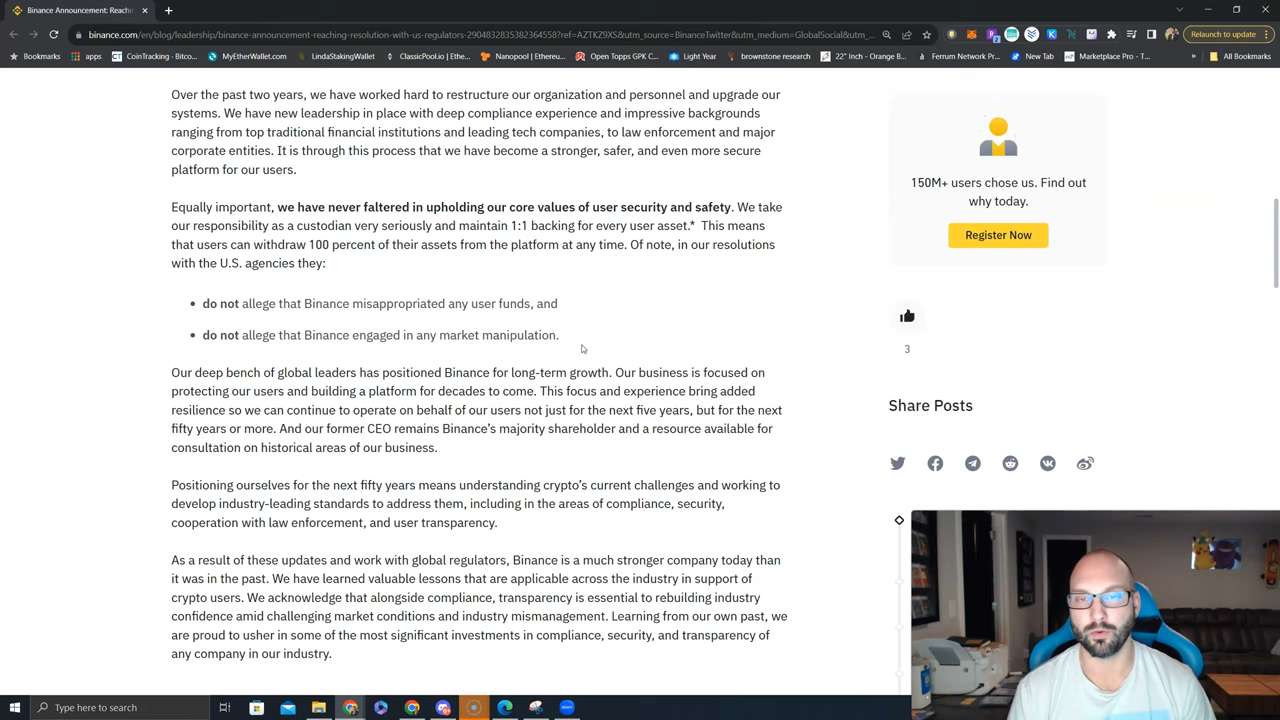 Binance Announcement: Reachi
binance.com/en/blog/leadership/binance-announcement-reaching-resolution-with-us-regulators-2904832835382364558?ref=AZTKZ9XS&utm_source=BinanceTwitter&utm_medium=GlobalSocial&utm_...
Relaunch to update
Bookmarks
apps
CoinTracking - Bitco...
MyEtherWallet.com
LindaStakingWallet
ClassicPool.io | Ethe...
Nanopool | Ethereu...
Open Topps GPK C...
Light Year
brownstone research
22" Inch - Orange B...
Ferrum Network Pr...
New Tab
Marketplace Pro - T...
All Bookmarks
Over the past two years, we have worked hard to restructure our organization and personnel and upgrade our
systems. We have new leadership in place with deep compliance experience and impressive backgrounds
ranging from top traditional financial institutions and leading tech companies, to law enforcement and major
corporate entities. It is through this process that we have become a stronger, safer, and even more secure
platform for our users.
Equally important, we have never faltered in upholding our core values of user security and safety. We take
our responsibility as a custodian very seriously and maintain 1:1 backing for every user asset.* This means
that users can withdraw 100 percent of their assets from the platform at any time. Of note, in our resolutions
with the U.S. agencies they:
• do not allege that Binance misappropriated any user funds, and
• do not allege that Binance engaged in any market manipulation.
Our deep bench of global leaders has positioned Binance for long-term growth. Our business is focused on
protecting our users and building a platform for decades to come. This focus and experience bring added
resilience so we can continue to operate on behalf of our users not just for the next five years, but for the next
fifty years or more. And our former CEO remains Binance's majority shareholder and a resource available for
consultation on historical areas of our business.
Positioning ourselves for the next fifty years means understanding crypto's current challenges and working to
develop industry-leading standards to address them, including in the areas of compliance, security,
cooperation with law enforcement, and user transparency.
As a result of these updates and work with global regulators, Binance is a much stronger company today than
it was in the past. We have learned valuable lessons that are applicable across the industry in support of
crypto users. We acknowledge that alongside compliance, transparency is essential to rebuilding industry
confidence amid challenging market conditions and industry mismanagement. Learning from our own past, we
are proud to usher in some of the most significant investments in compliance, security, and transparency of
any company in our industry.
150M+ users chose us. Find out
why today.
Register Now
3
Share Posts
Type here to search
zoom